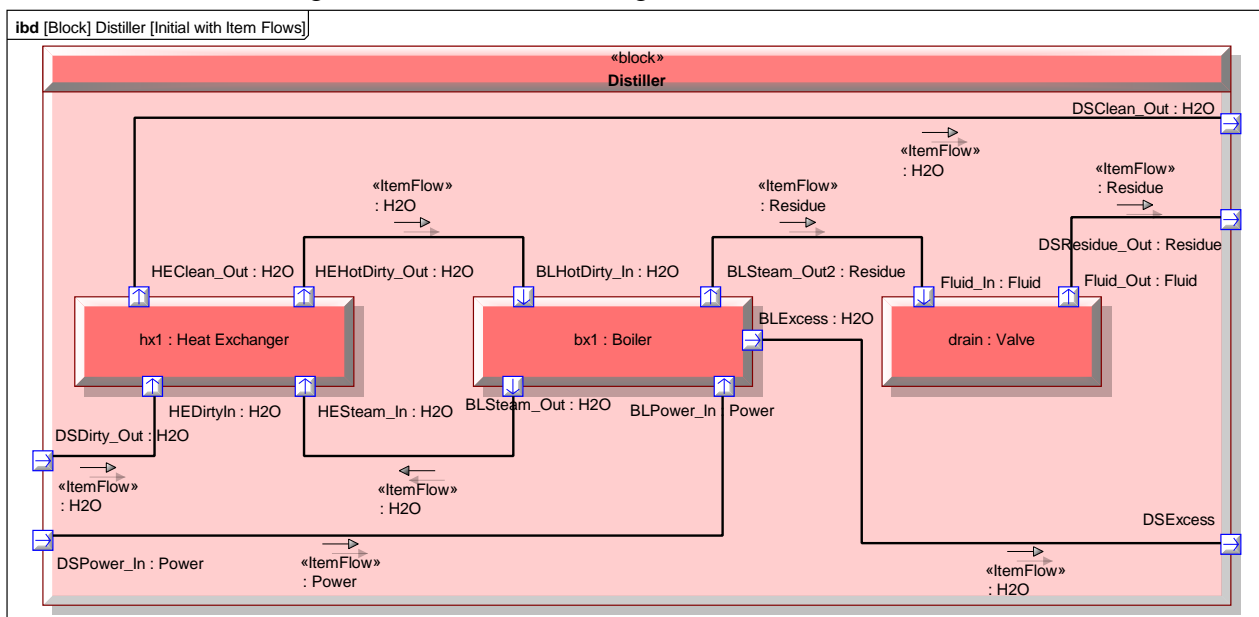 ibd [Block] Distiller [Initial with Item Flows]
«block»
Distiller
DSClean_Out : H2O
«ItemFlow»
: H2O
«ItemFlow»
: H2O
«ItemFlow»
: Residue
«ItemFlow»
: Residue
DSResidue_Out : Residue
HEClean_Out : H2O
HEHotDirty_Out : H2O
BLHotDirty_In : H2O
BLSteam_Out2 : Residue
Fluid_In : Fluid
Fluid_Out : Fluid
BLExcess : H2O
hx1 : Heat Exchanger
bx1 : Boiler
drain : Valve
HEDirtyIn : H2O
HESteam_In : H2O
BLSteam_Out : H2O
BLPower_In : Power
DSDirty_Out : H2O
«ItemFlow»
: H2O
«ItemFlow»
: H2O
DSExcess
DSPower_In : Power
«ItemFlow»
: Power
«ItemFlow»
: H2O